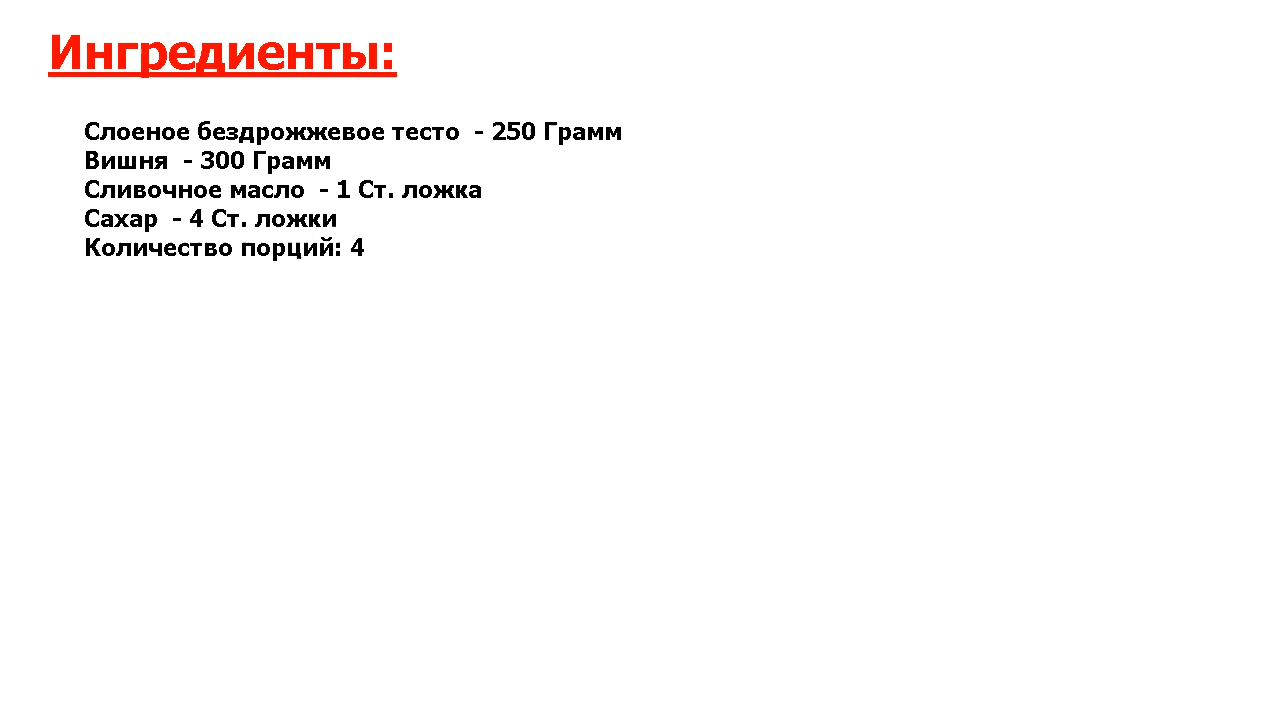 Ингредиенты:
Слоеное бездрожжевое тесто  - 250 Грамм
Вишня  - 300 Грамм
Сливочное масло  - 1 Ст. ложка
Сахар  - 4 Ст. ложки
Количество порций: 4